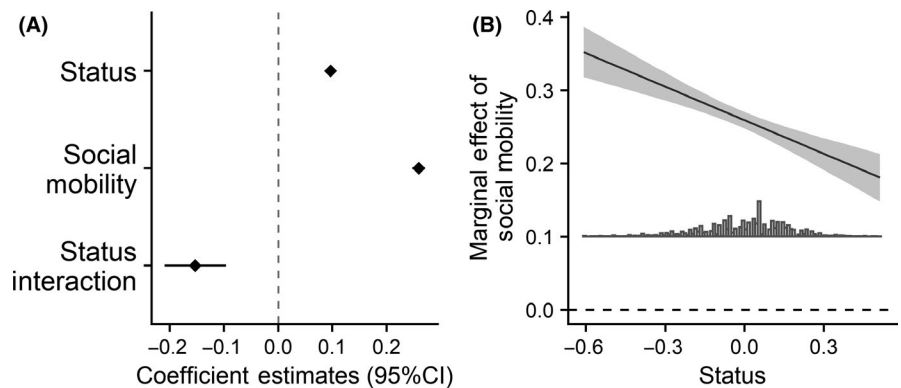 (A)
Status
Social
mobility
Status
interaction
−0.2 −0.1 0.0 0.1 0.2
Coefficient estimates (95%CI)
(B)
Marginal effect of
social mobility
0.4
0.3
0.2
0.1
0.0
−0.6 −0.3 0.0 0.3
Status